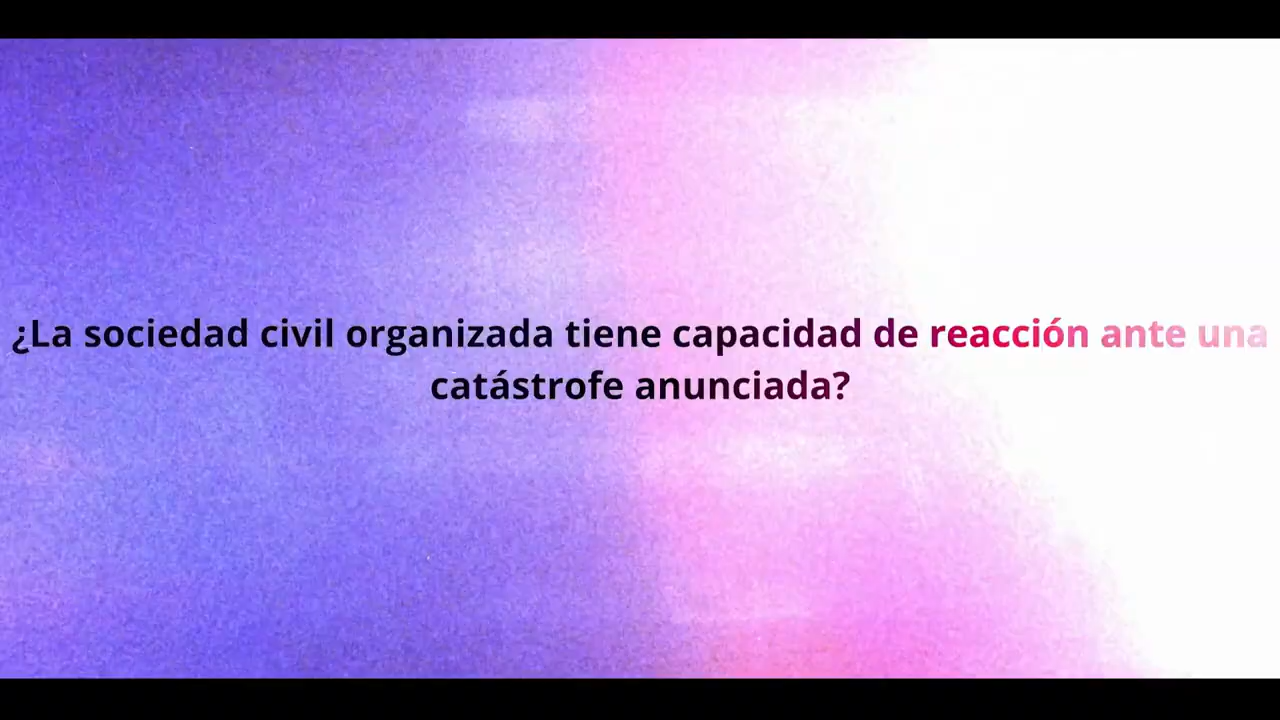 ¿La sociedad civil organizada tiene capacidad de reacción ante una
catástrofe anunciada?